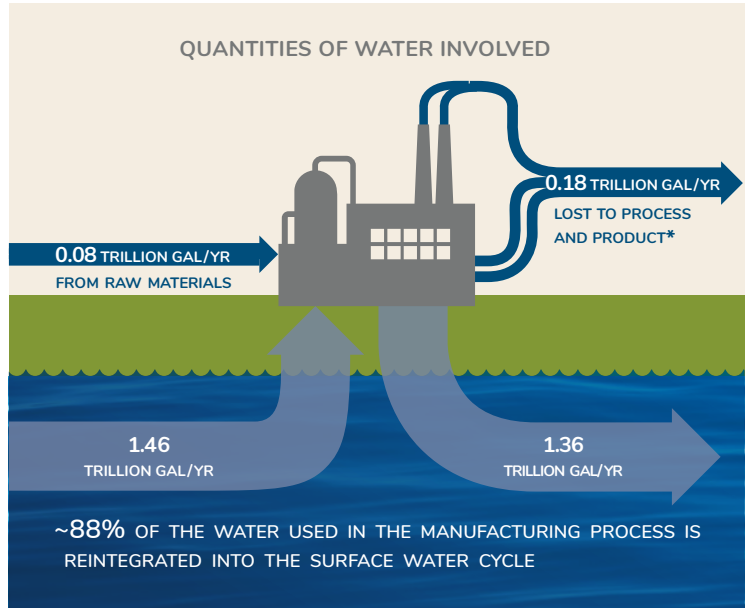 QUANTITIES OF WATER INVOLVED
0.18 TRILLION GAL/YR
LOST TO PROCESS
AND PRODUCT*
0.08 TRILLION GAL/YR
FROM RAW MATERIALS
1.46
TRILLION GAL/YR
1.36
TRILLION GAL/YR
~88% OF THE WATER USED IN THE MANUFACTURING PROCESS IS
REINTEGRATED INTO THE SURFACE WATER CYCLE